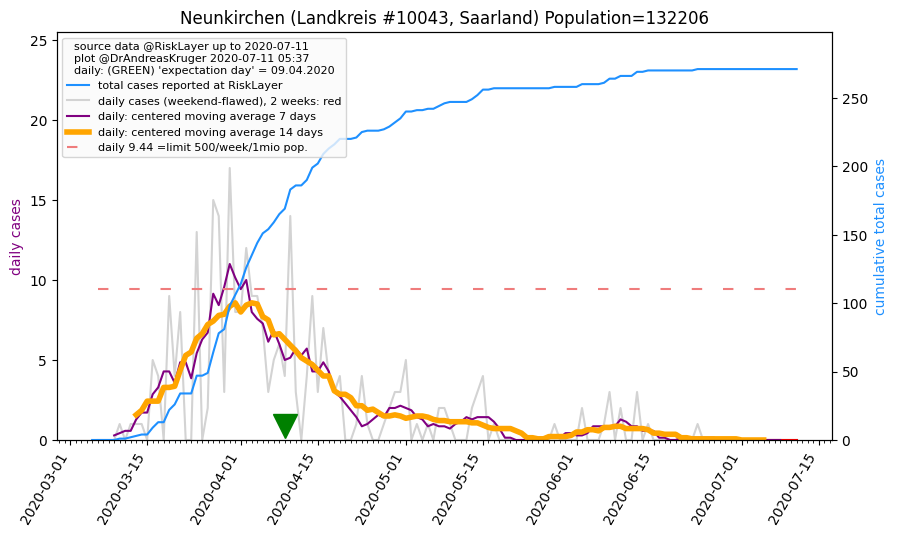 Neunkirchen (Landkreis #10043, Saarland) Population=132206
source data @RiskLayer up to 2020-07-11
plot @DrAndreasKruger 2020-07-11 05:37
daily: (GREEN) 'expectation day' = 09.04.2020
total cases reported at RiskLayer
daily cases (weekend-flawed), 2 weeks: red
daily: centered moving average 7 days
daily: centered moving average 14 days
daily 9.44 =limit 500/week/1mio pop.
daily cases
25
20
15
10
5
0
cumulative total cases
250
200
150
100
50
0
2020-03-01
2020-03-15
2020-04-01
2020-04-15
2020-05-01
2020-05-15
2020-06-01
2020-06-15
2020-07-01
2020-07-15